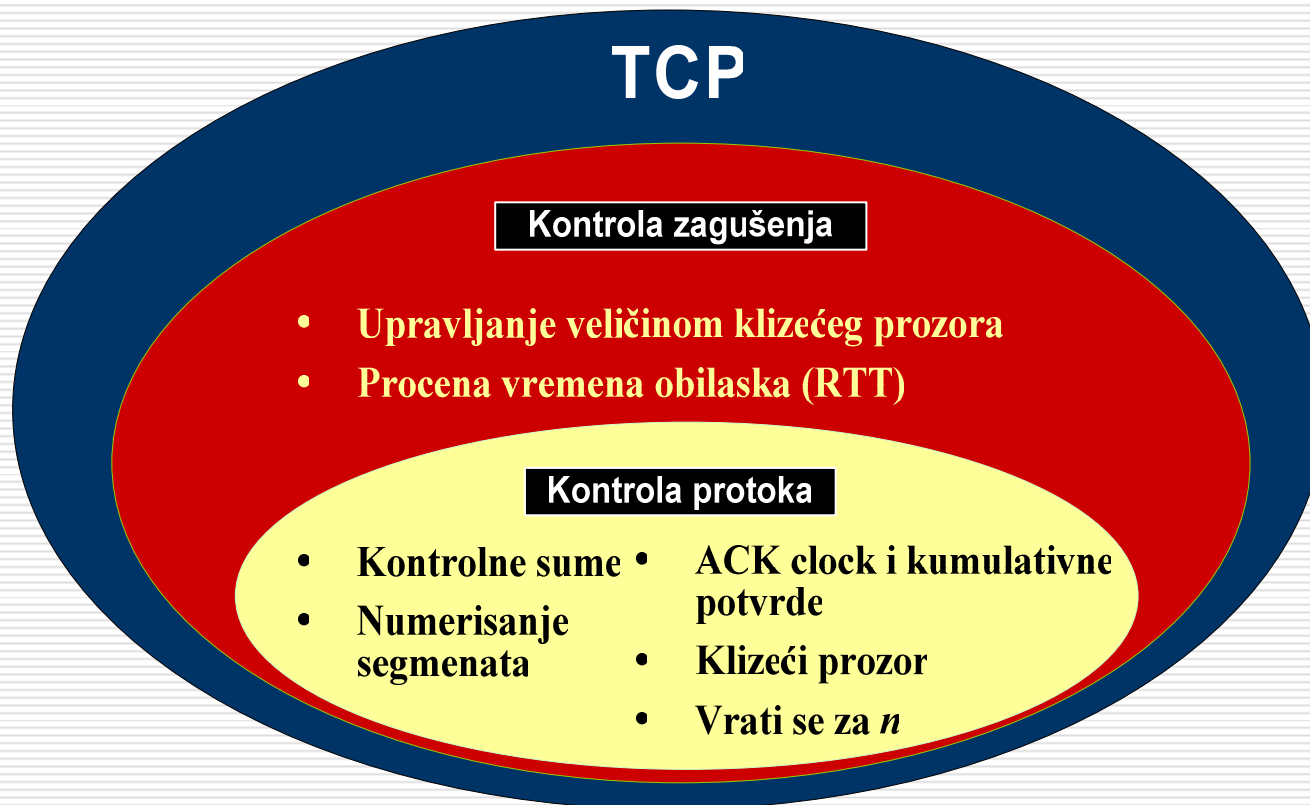 TCP
Kontrola zagušenja
• Upravljanje veličinom klizećeg prozora
• Procena vremena obilaska (RTT)
Kontrola protoka
• Kontrolne sume
• Numerisanje
segmenata
• ACK clock i kumulativne
potvrde
• Klizeći prozor
• Vrati se za n